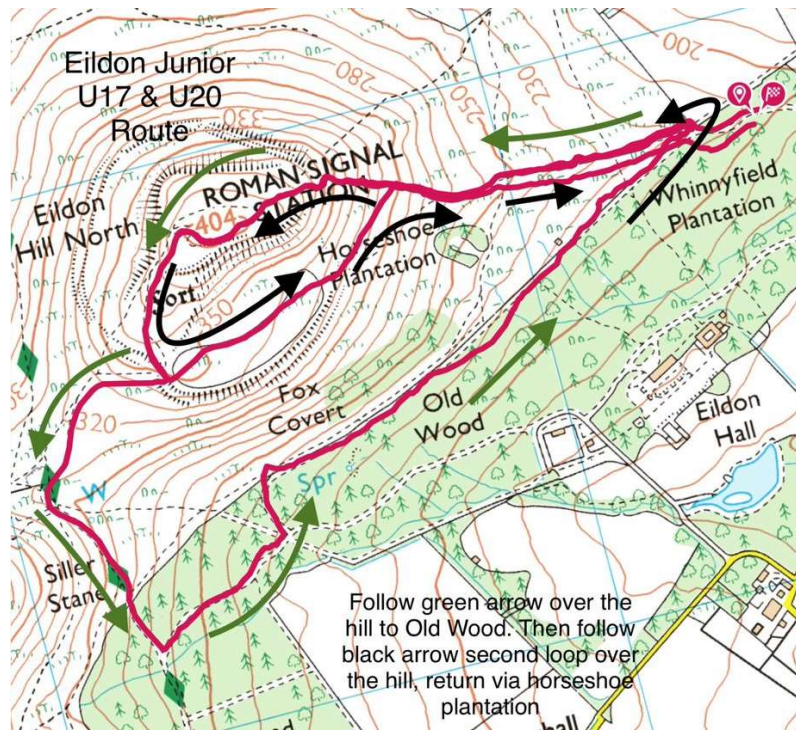 Eildon Junior
U17 & U20
Route
200
280
250
230
330
ROMAN SIGNAL
STATION
404
Eildon
Hill North
Whinnyfield
Plantation
Horseshoe
Plantation
Fort
350
320
Fox
Covert
Old
Wood
Eildon
Hall
W
Spr
Siller
Stane
Follow green arrow over the
hill to Old Wood. Then follow
black arrow second loop over
the hill, return via horseshoe
plantation